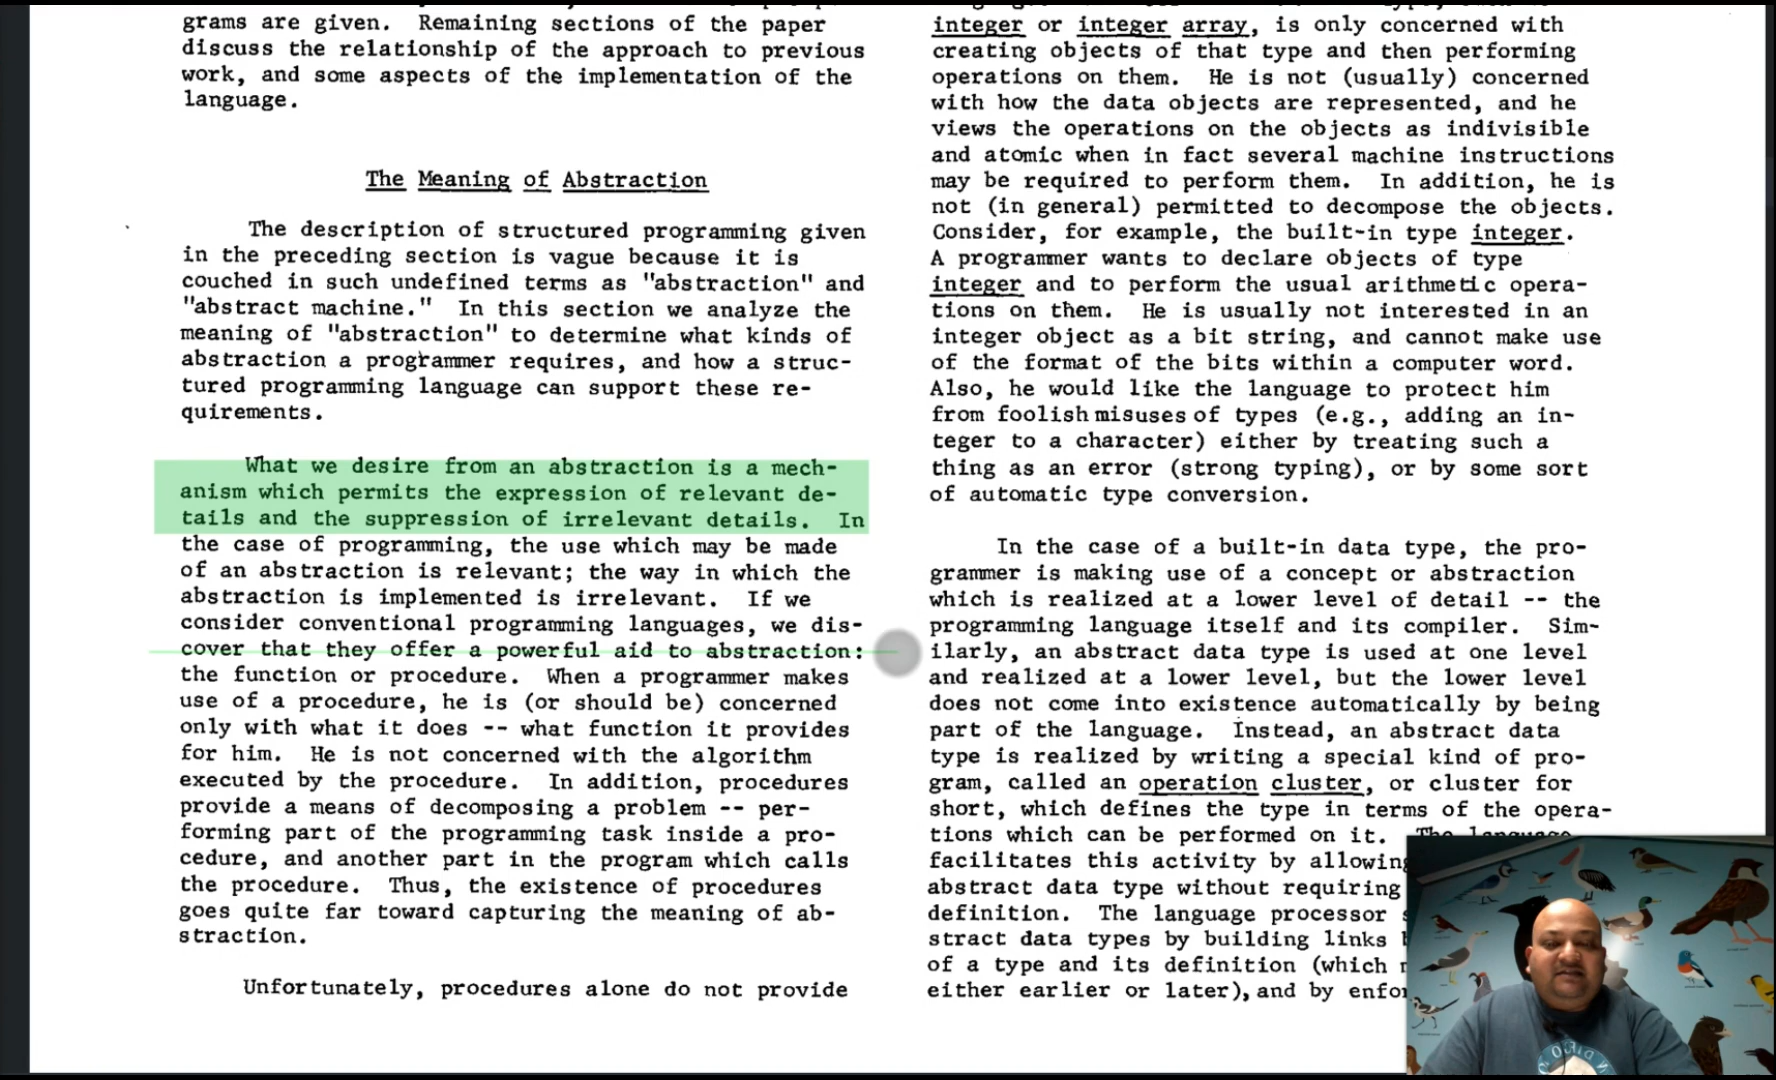 grams are given. Remaining sections of the paper
discuss the relationship of the approach to previous
work, and some aspects of the implementation of the
language.
The Meaning of Abstraction
The description of structured programming given
in the preceding section is vague because it is
couched in such undefined terms as "abstraction" and
"abstract machine." In this section we analyze the
meaning of "abstraction" to determine what kinds of
abstraction a programmer requires, and how a struc-
tured programming language can support these re-
quirements.
What we desire from an abstraction is a mech-
anism which permits the expression of relevant de-
tails and the suppression of irrelevant details. In
the case of programming, the use which may be made
of an abstraction is relevant; the way in which the
abstraction is implemented is irrelevant. If we
consider conventional programming languages, we dis-
cover that they offer a powerful aid to abstraction:
the function or procedure. When a programmer makes
use of a procedure, he is (or should be) concerned
only with what it does -- what function it provides
for him. He is not concerned with the algorithm
executed by the procedure. In addition, procedures
provide a means of decomposing a problem -- per-
forming part of the programming task inside a pro-
cedure, and another part in the program which calls
the procedure. Thus, the existence of procedures
goes quite far toward capturing the meaning of ab-
straction.
Unfortunately, procedures alone do not provide
integer or integer array, is only concerned with
creating objects of that type and then performing
operations on them. He is not (usually) concerned
with how the data objects are represented, and he
views the operations on the objects as indivisible
and atomic when in fact several machine instructions
may be required to perform them. In addition, he is
not (in general) permitted to decompose the objects.
Consider, for example, the built-in type integer.
A programmer wants to declare objects of type
integer and to perform the usual arithmetic opera-
tions on them. He is usually not interested in an
integer object as a bit string, and cannot make use
of the format of the bits within a computer word.
Also, he would like the language to protect him
from foolish misuses of types (e.g., adding an in-
teger to a character) either by treating such a
thing as an error (strong typing), or by some sort
of automatic type conversion.
In the case of a built-in data type, the pro-
grammer is making use of a concept or abstraction
which is realized at a lower level of detail -- the
programming language itself and its compiler. Sim-
ilarly, an abstract data type is used at one level
and realized at a lower level, but the lower level
does not come into existence automatically by being
part of the language. Instead, an abstract data
type is realized by writing a special kind of pro-
gram, called an operation cluster, or cluster for
short, which defines the type in terms of the opera-
tions which can be performed on it. The language
facilitates this activity by allowing
abstract data type without requiring
definition. The language processor
stract data types by building links
of a type and its definition (which
either earlier or later), and by enfo